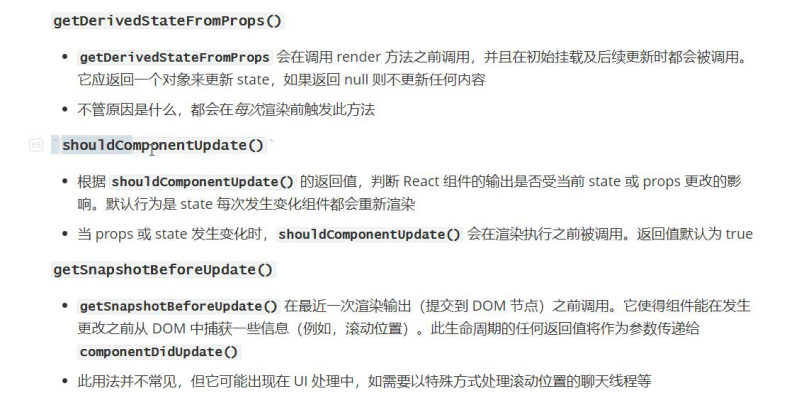 getDerivedStateFromProps()
getDerivedStateFromProps 会在调用 render 方法之前调用，并且在初始挂载及后续更新时都会被调用。
它应返回一个对象来更新 state，如果返回 null 则不更新任何内容
不管原因是什么，都会在每次渲染前触发此方法
h5 `shouldComponentUpdate()`
根据 shouldComponentUpdate() 的返回值，判断 React 组件的输出是否受当前 state 或 props 更改的影
响。默认行为是 state 每次发生变化组件都会重新渲染
当 props 或 state 发生变化时，shouldComponentUpdate() 会在渲染执行之前被调用。返回值默认为 true
getSnapshotBeforeUpdate()
getSnapshotBeforeUpdate() 在最近一次渲染输出（提交到 DOM 节点）之前调用。它使得组件能在发生
更改之前从 DOM 中捕获一些信息（例如，滚动位置）。此生命周期的任何返回值将作为参数传递给
componentDidUpdate()
此用法并不常见，但它可能出现在 UI 处理中，如需要以特殊方式处理滚动位置的聊天线程等